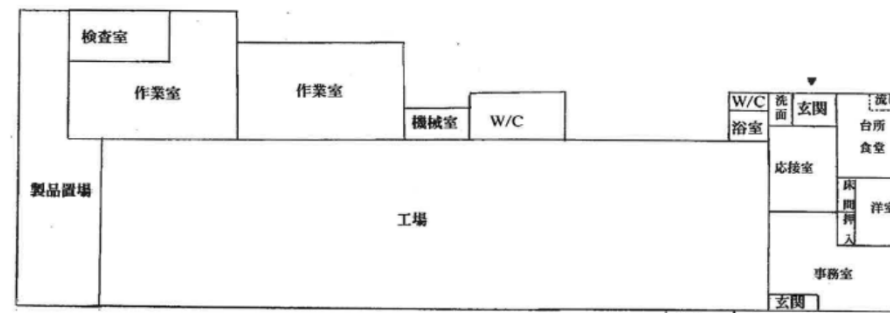 検査室
作業室
作業室
機械室
W/C
W/C
洗面
玄関
台所
食堂
浴室
応接室
製品置場
工場
床間
押入
事務室
玄関